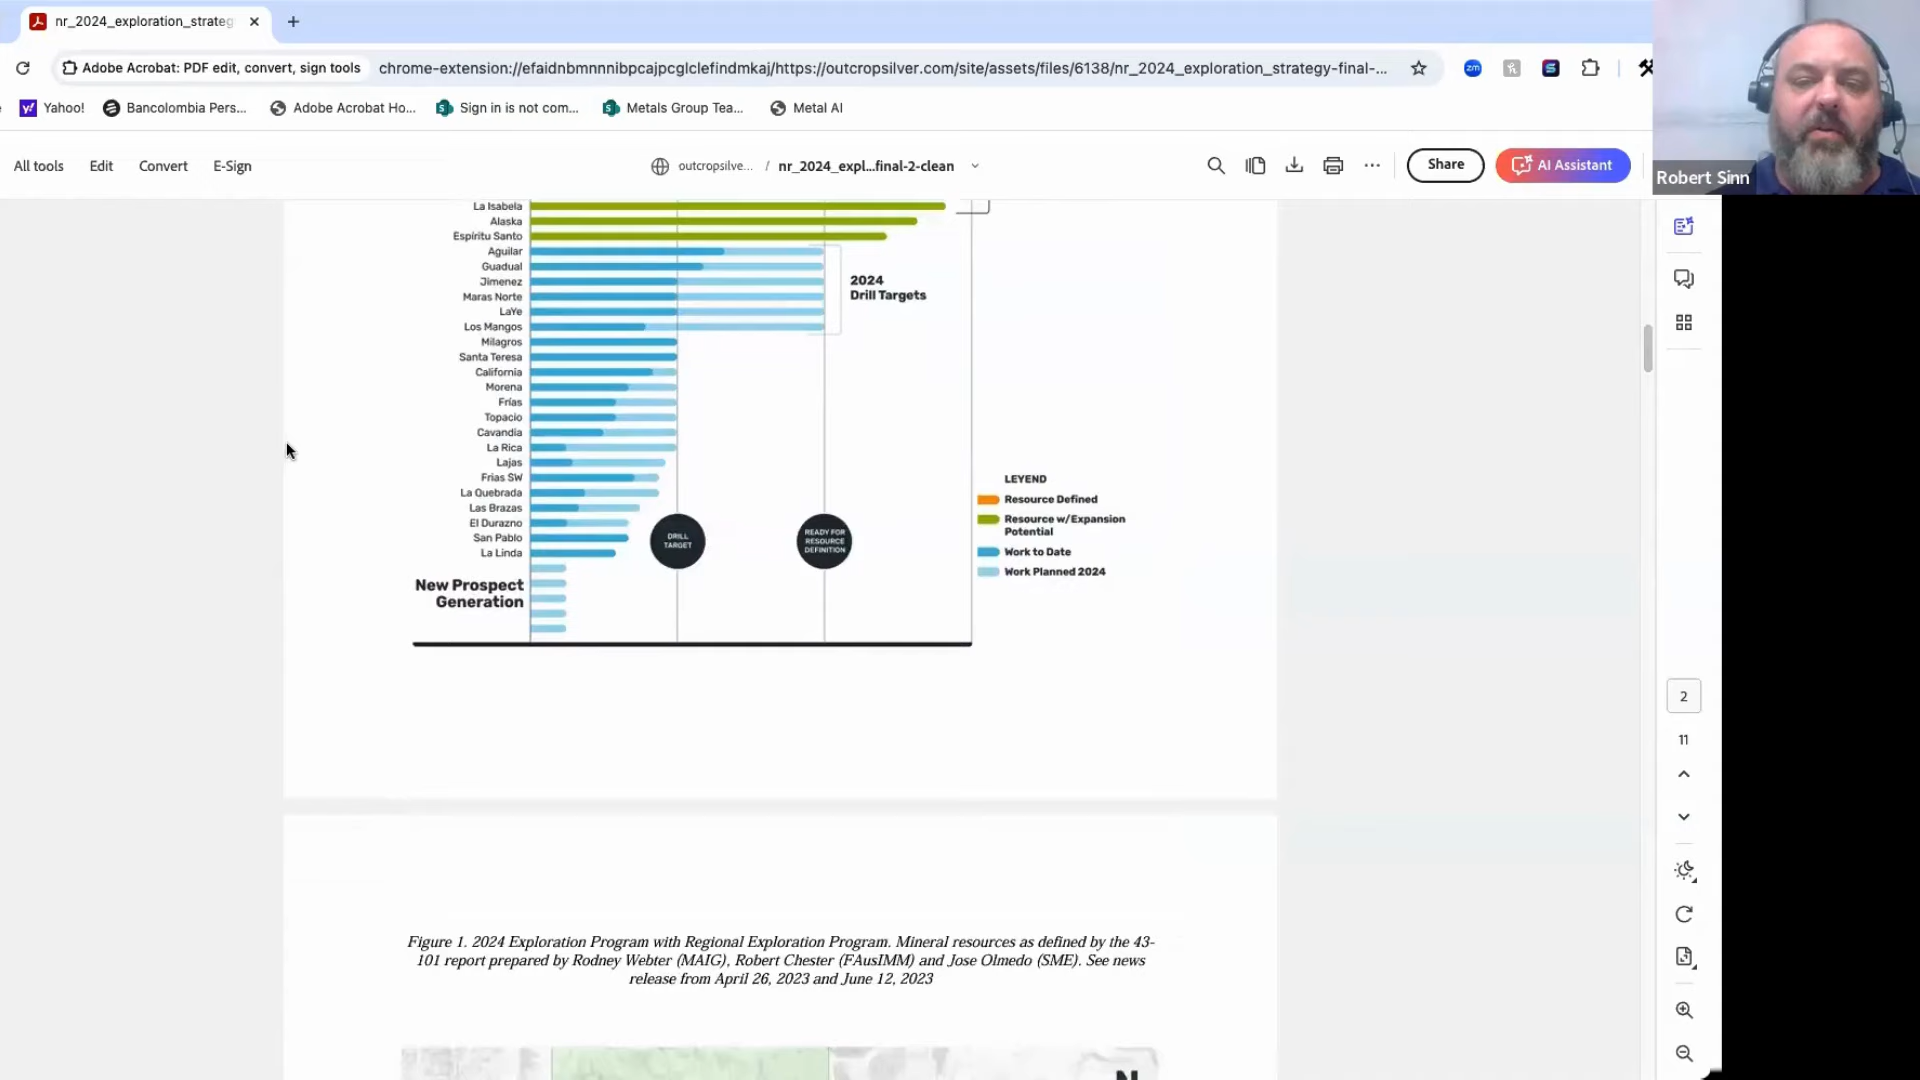 nr_2024_exploration_strateg
Adobe Acrobat: PDF edit, convert, sign tools
chrome-extension://efaidnbmnnnibpcajpcglclefindmkaj/https://outcropsilver.com/site/assets/files/6138/nr_2024_exploration_strategy-final-...
Yahoo!
Bancolombia Pers...
Adobe Acrobat Ho...
Sign in is not com...
Metals Group Tea...
Metal AI
All tools
Edit
Convert
E-Sign
outcropsilve... / nr_2024_expl...final-2-clean
Share
AI Assistant
Robert Sinn
La Isabela
Alaska
Espíritu Santo
Aguilar
Guadual
Jimenez
Maras Norte
LaYe
Los Mangos
Milagros
Santa Teresa
California
Morena
Frías
Topacio
Cavandia
La Rica
Lajas
Frias SW
La Quebrada
Las Brazas
El Durazno
San Pablo
La Linda
New Prospect
Generation
2024
Drill Targets
DRILL
TARGET
READY FOR
RESOURCE
DEFINITION
LEYEND
Resource Defined
Resource w/Expansion
Potential
Work to Date
Work Planned 2024
Figure 1. 2024 Exploration Program with Regional Exploration Program. Mineral resources as defined by the 43-
101 report prepared by Rodney Webter (MAIG), Robert Chester (FAusIMM) and Jose Olmedo (SME). See news
release from April 26, 2023 and June 12, 2023
N
2
11
zm